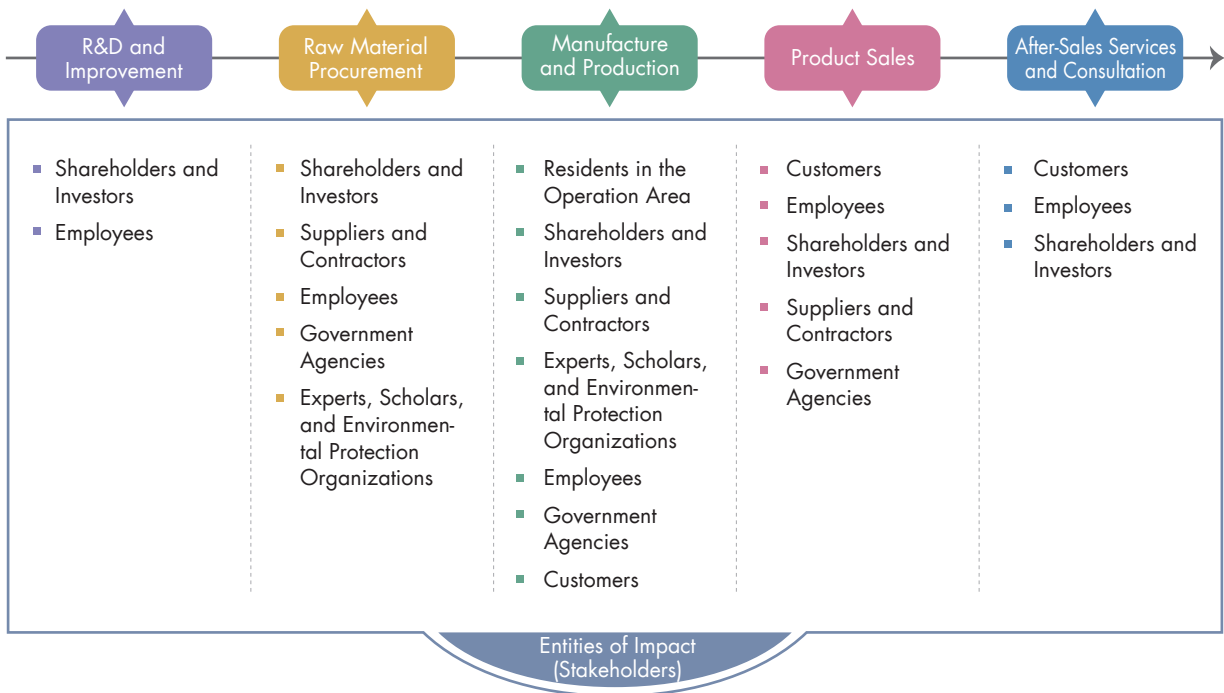 R&D and
Improvement
Raw Material
Procurement
Manufacture
and Production
Product Sales
After-Sales Services
and Consultation
Shareholders and
Investors
Employees
Shareholders and
Investors
Suppliers and
Contractors
Employees
Government
Agencies
Experts, Scholars,
and Environmen-
tal Protection
Organizations
Residents in the
Operation Area
Shareholders and
Investors
Suppliers and
Contractors
Experts, Scholars,
and Environmen-
tal Protection
Organizations
Employees
Government
Agencies
Customers
Customers
Employees
Shareholders and
Investors
Suppliers and
Contractors
Government
Agencies
Customers
Employees
Shareholders and
Investors
Entities of Impact
(Stakeholders)